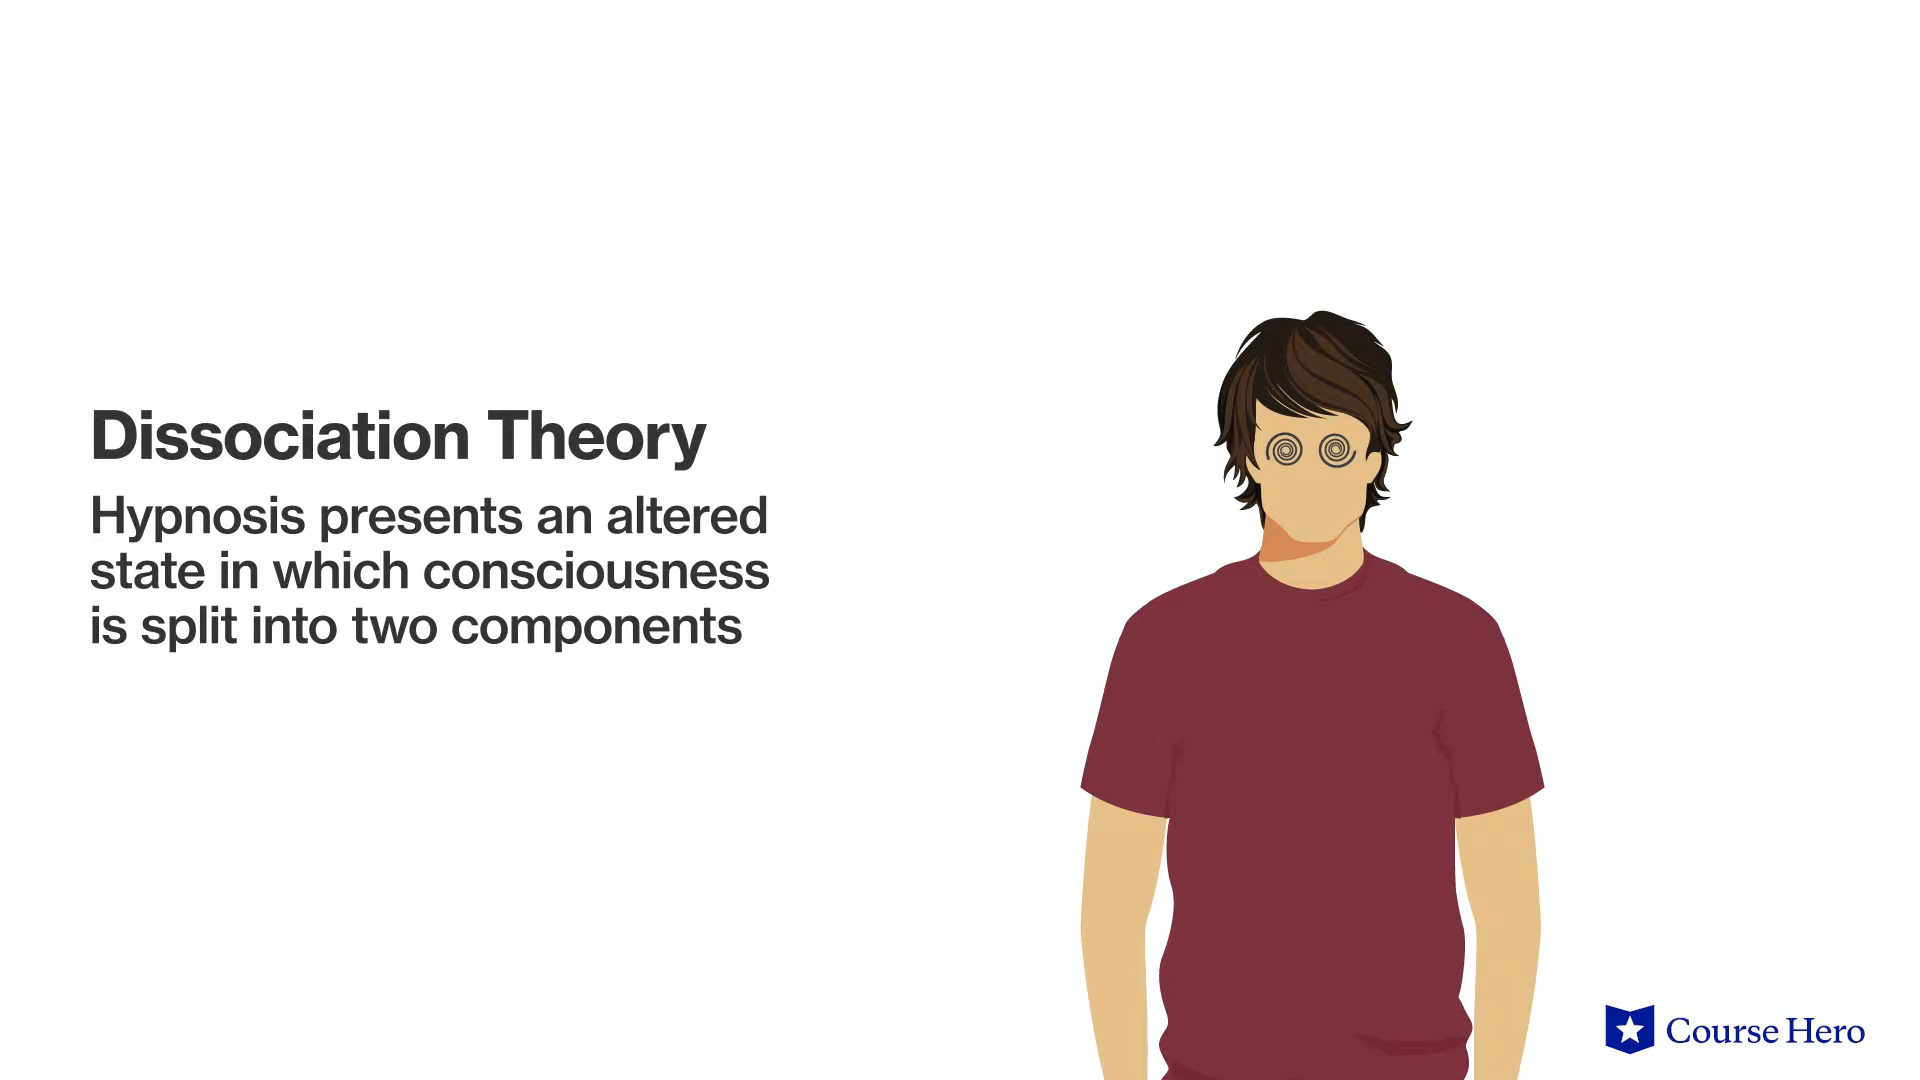 Dissociation Theory
Hypnosis presents an altered
state in which consciousness
is split into two components
Course Hero